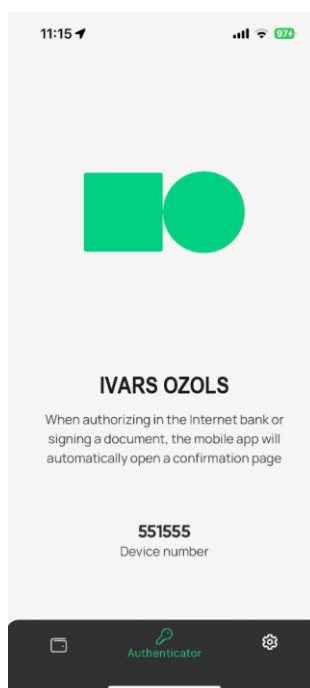 11:15
97
IVARS OZOLS
When authorizing in the Internet bank or
signing a document, the mobile app will
automatically open a confirmation page
551555
Device number
Authenticator